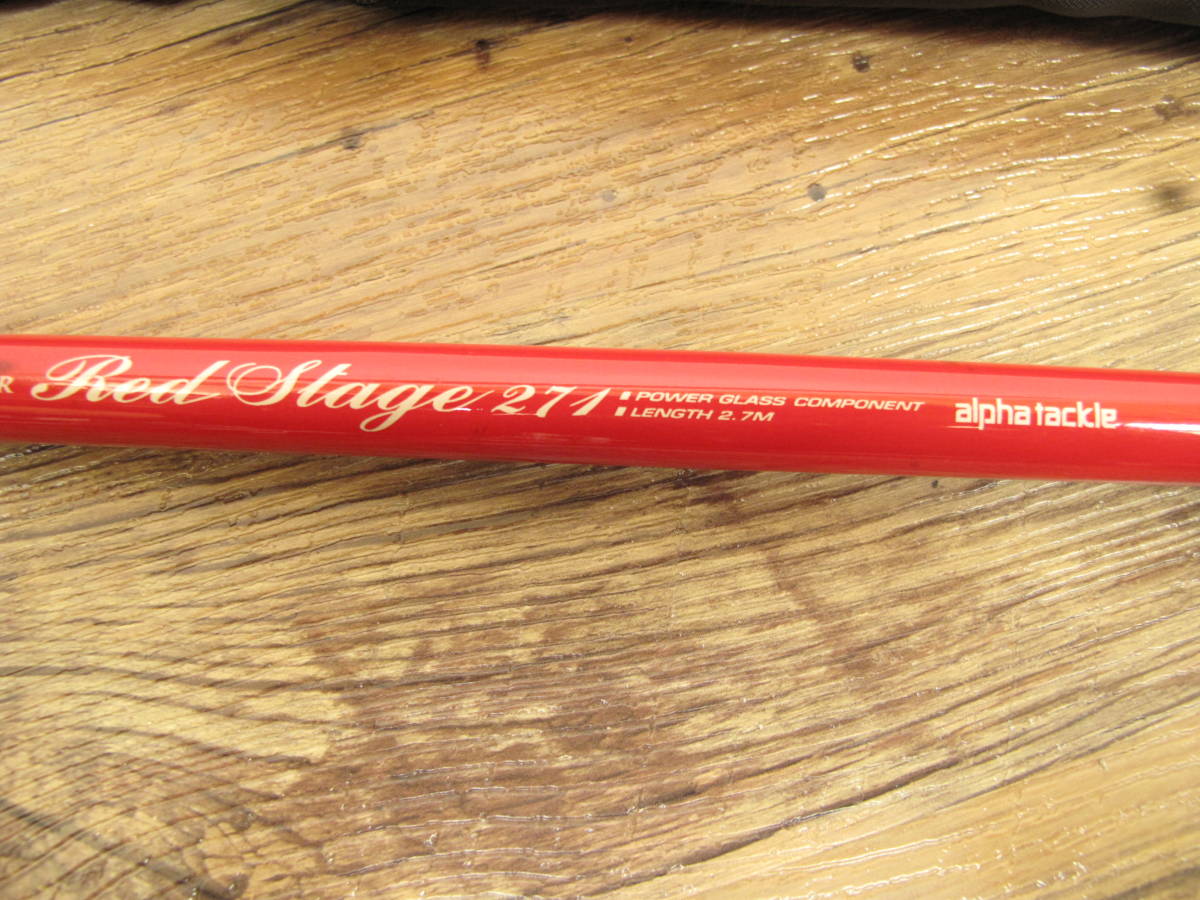 R Red Stage 271
POWER GLASS COMPONENT
LENGTH 2.7M
alpha tackle